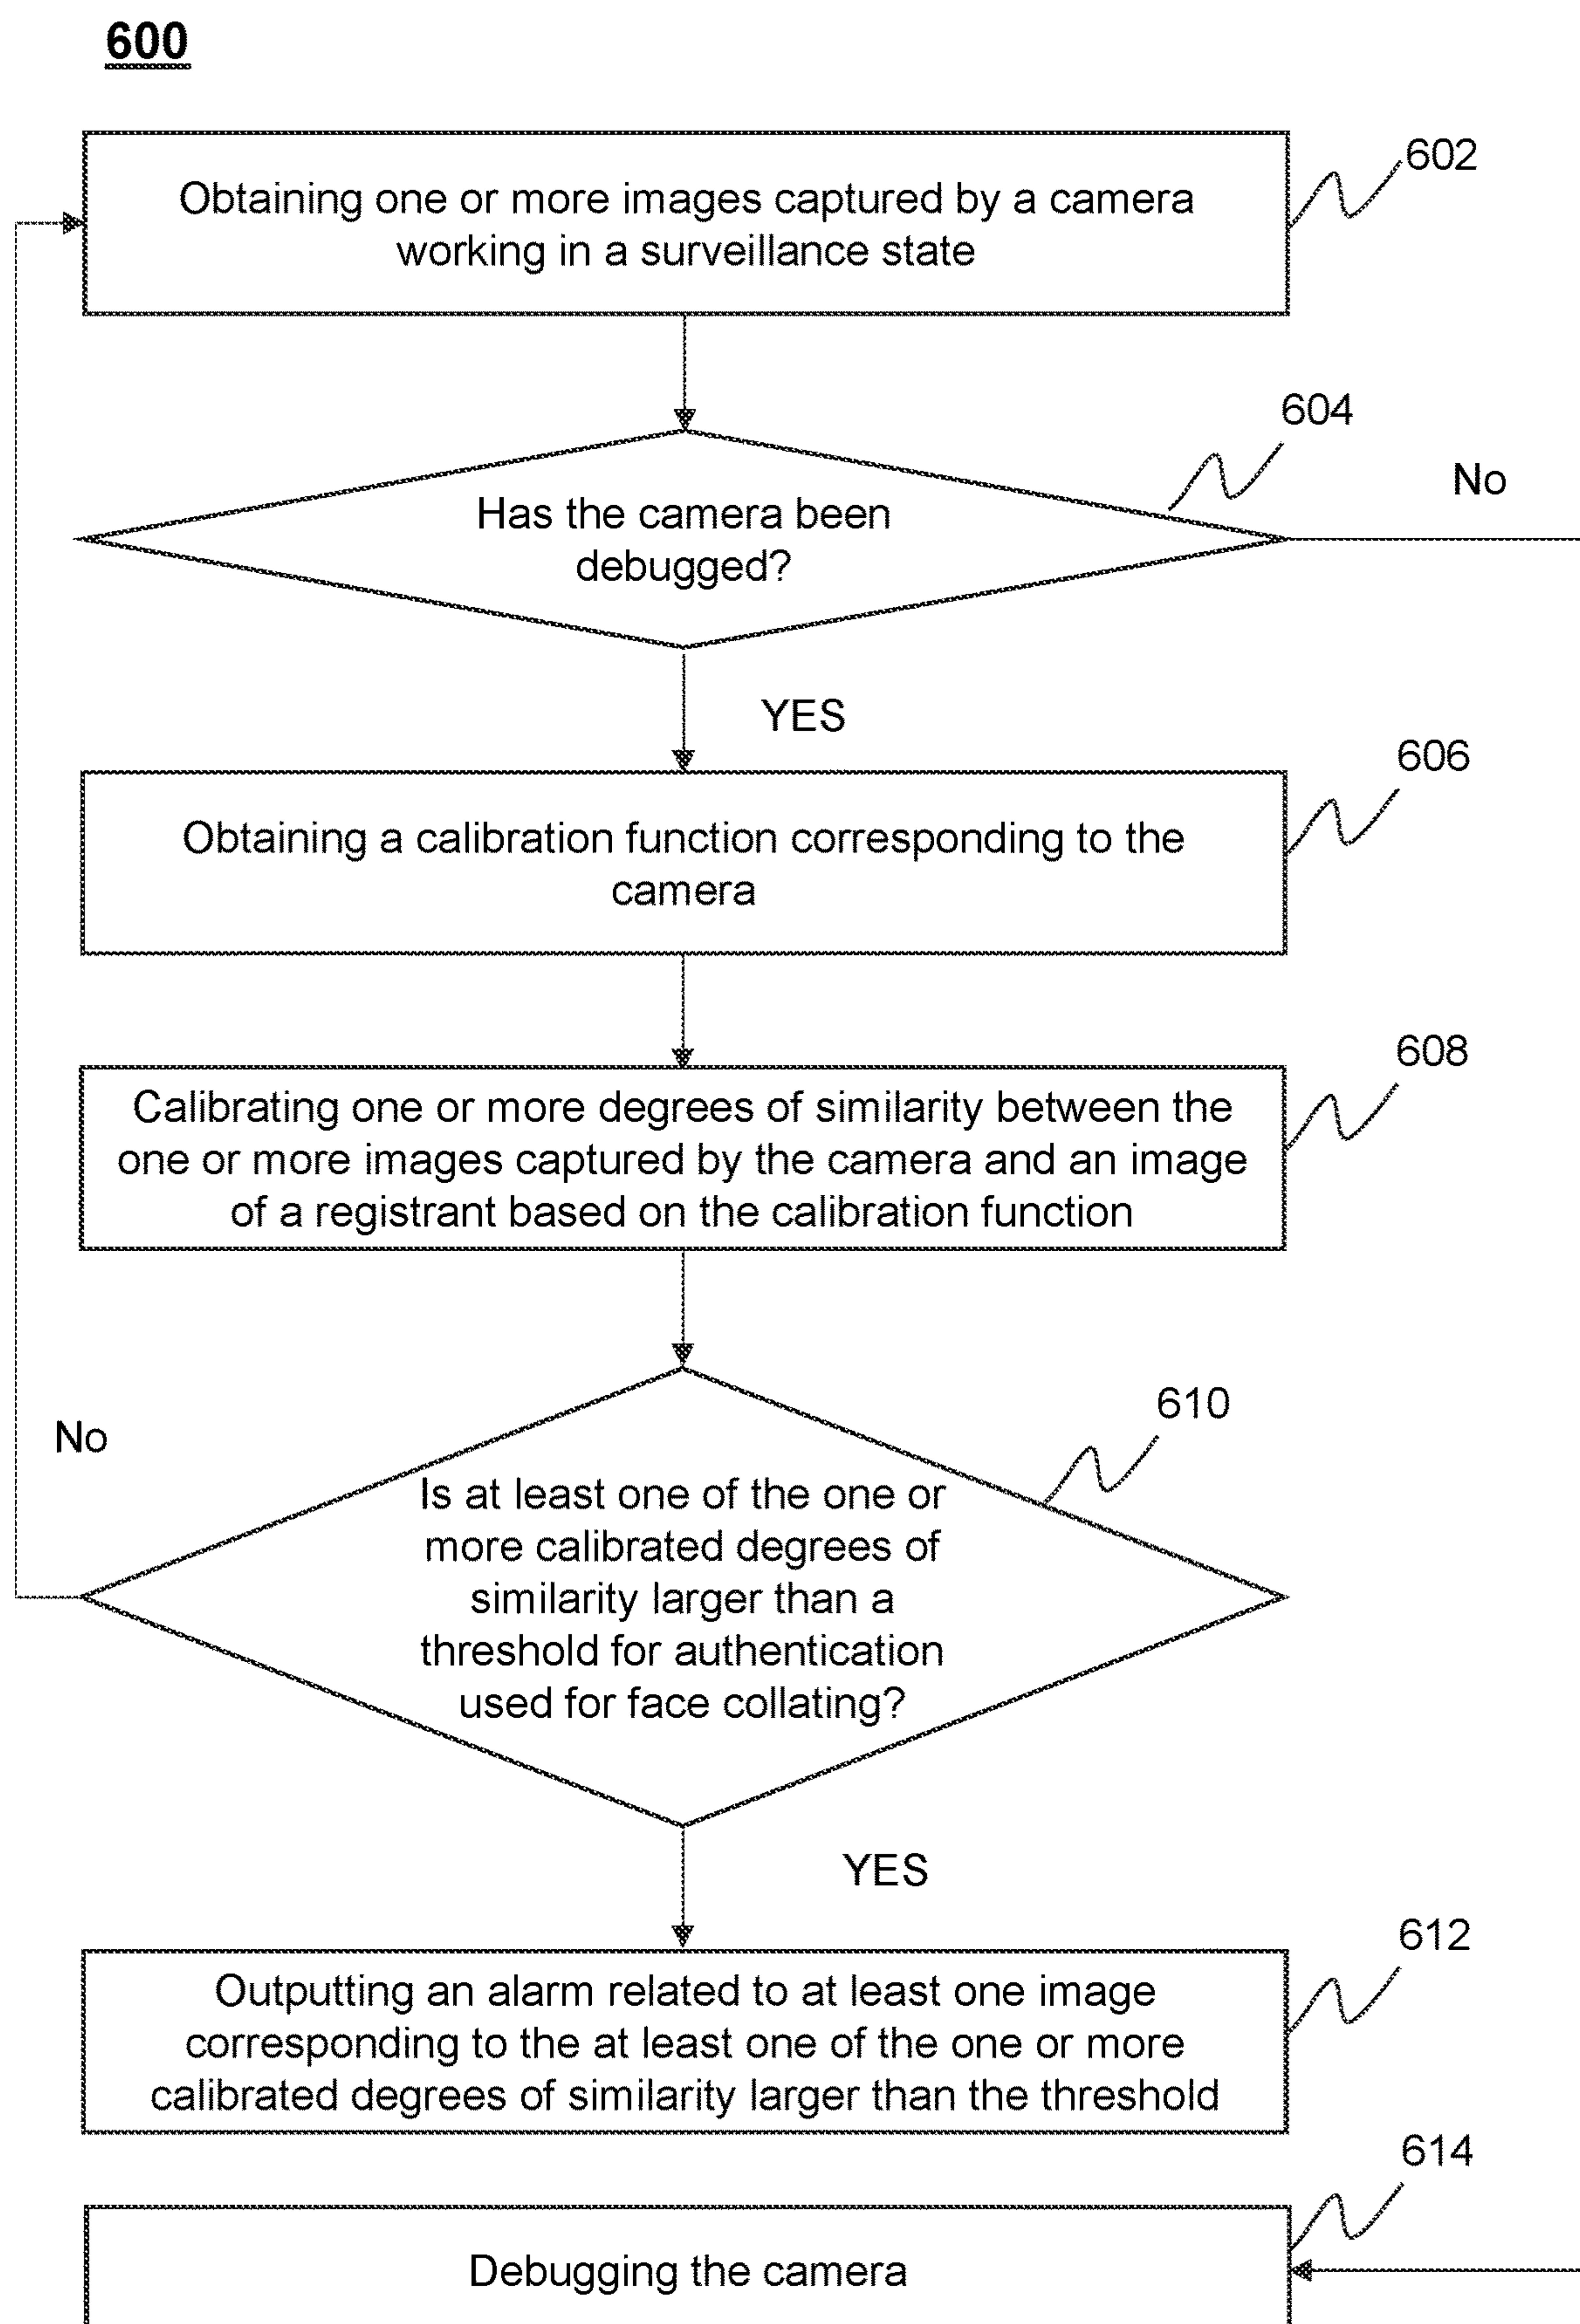 600
602
Obtaining one or more images captured by a camera
working in a surveillance state
604
No
Has the camera been
debugged?
YES
606
Obtaining a calibration function corresponding to the
camera
608
Calibrating one or more degrees of similarity between the
one or more images captured by the camera and an image
of a registrant based on the calibration function
610
No
Is at least one of the one or
more calibrated degrees of
similarity larger than a
threshold for authentication
used for face collating?
YES
612
Outputting an alarm related to at least one image
corresponding to the at least one of the one or more
calibrated degrees of similarity larger than the threshold
614
Debugging the camera